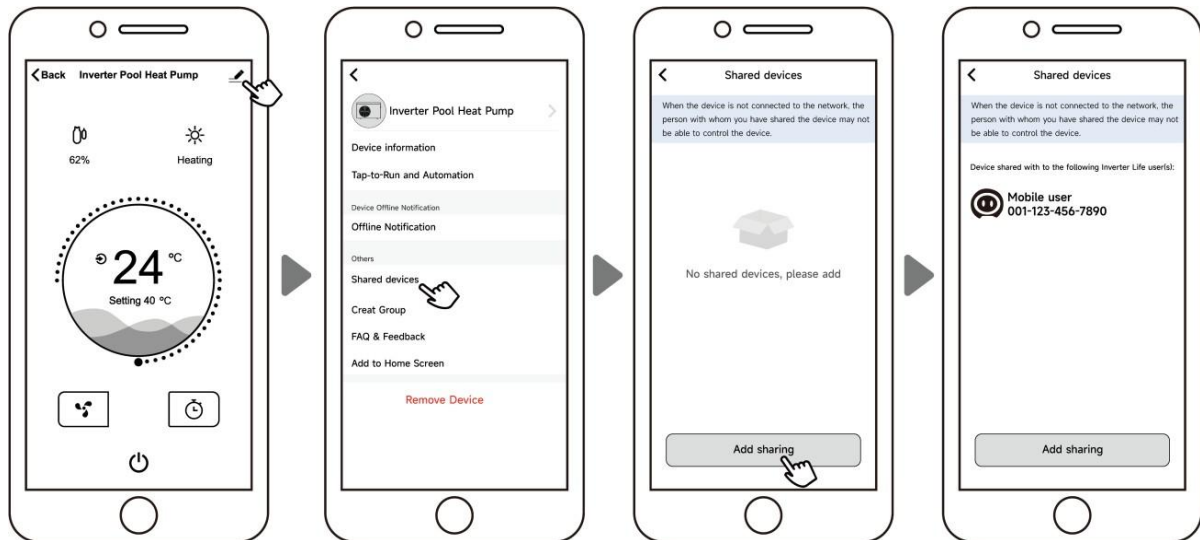 Back Inverter Pool Heat Pump
62%
Heating
24 °C
Setting 40 °C
Inverter Pool Heat Pump
Device information
Tap-to-Run and Automation
Device Offline Notification
Offline Notification
Others
Shared devices
Creat Group
FAQ & Feedback
Add to Home Screen
Remove Device
Shared devices
When the device is not connected to the network, the
person with whom you have shared the device may not
be able to control the device.
No shared devices, please add
Add sharing
Shared devices
When the device is not connected to the network, the
person with whom you have shared the device may not
be able to control the device.
Device shared with to the following Inverter Life user(s):
Mobile user
001-123-456-7890
Add sharing